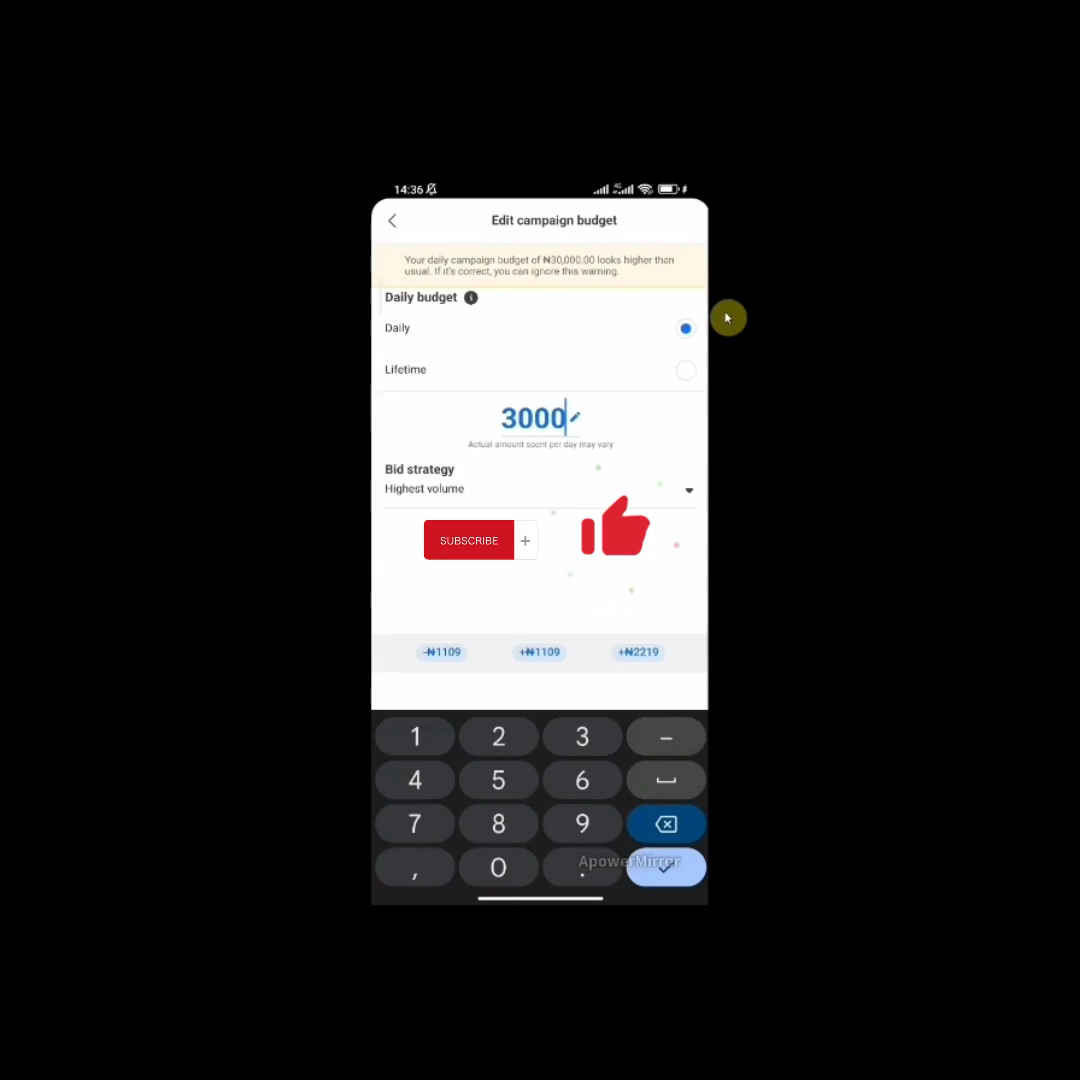 14:36
4G
Edit campaign budget
Your daily campaign budget of ₦30,000.00 looks higher than
usual. If it's correct, you can ignore this warning.
Daily budget
Daily
Lifetime
3000
Actual amount spent per day may vary
Bid strategy
Highest volume
SUBSCRIBE +
-₦1109 +₦1109 +₦2219
1 2 3 –
4 5 6
7 8 9
, 0 .
ApowerMirror